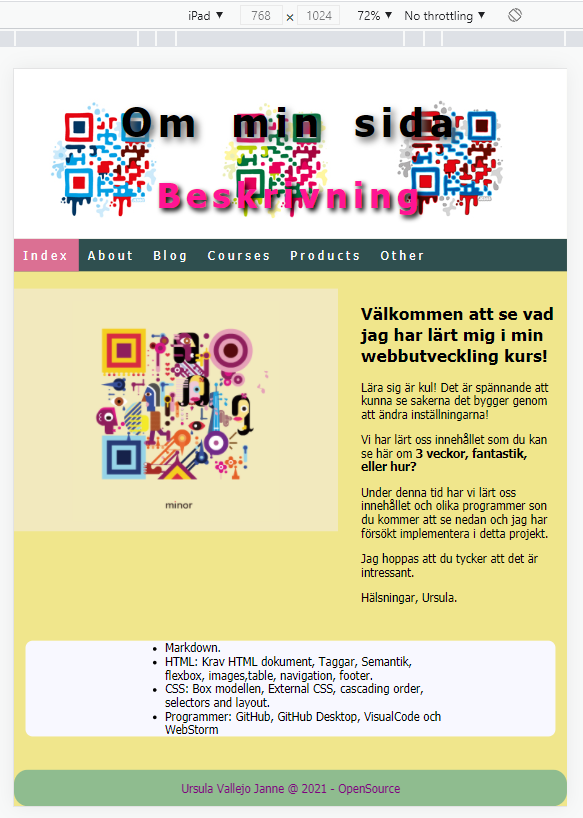 iPad ▼ 768 × 1024 72% ▼ No throttling ▼
Om min sida
Beskrivning
Index About Blog Courses Products Other
minor
Välkommen att se vad
jag har lärt mig i min
webbutveckling kurs!
Lära sig är kul! Det är spännande att
kunna se sakerna det bygger genom
att ändra inställningarna!
Vi har lärt oss innehållet som du kan
se här om 3 veckor, fantastik,
eller hur?
Under denna tid har vi lärt oss
innehållet och olika programmer son
du kommer att se nedan och jag har
försökt implementera i detta projekt.
Jag hoppas att du tycker att det är
intressant.
Hälsningar, Ursula.
• Markdown.
• HTML: Krav HTML dokument, Taggar, Semantik,
flexbox, images,table, navigation, footer.
• CSS: Box modellen, External CSS, cascading order,
selectors and layout.
• Programmer: GitHub, GitHub Desktop, VisualCode och
WebStorm
Ursula Vallejo Janne @ 2021 - OpenSource